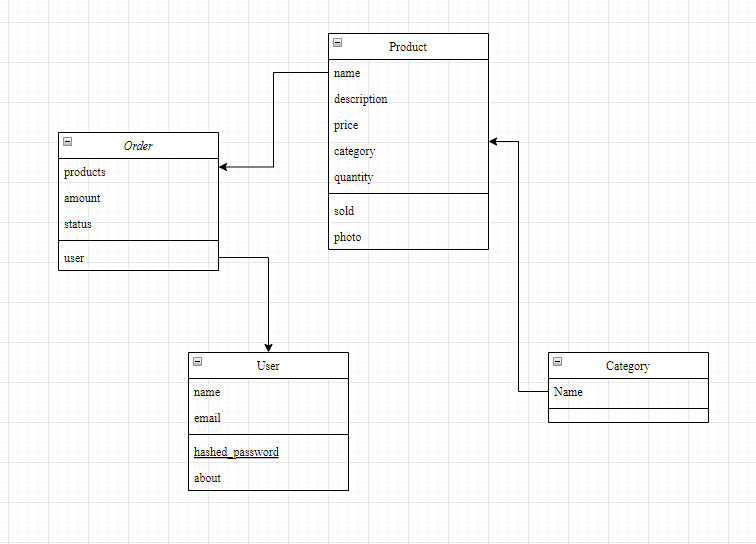 Product
name
description
price
category
quantity
sold
photo
Order
products
amount
status
user
User
name
email
hashed_password
about
Category
Name